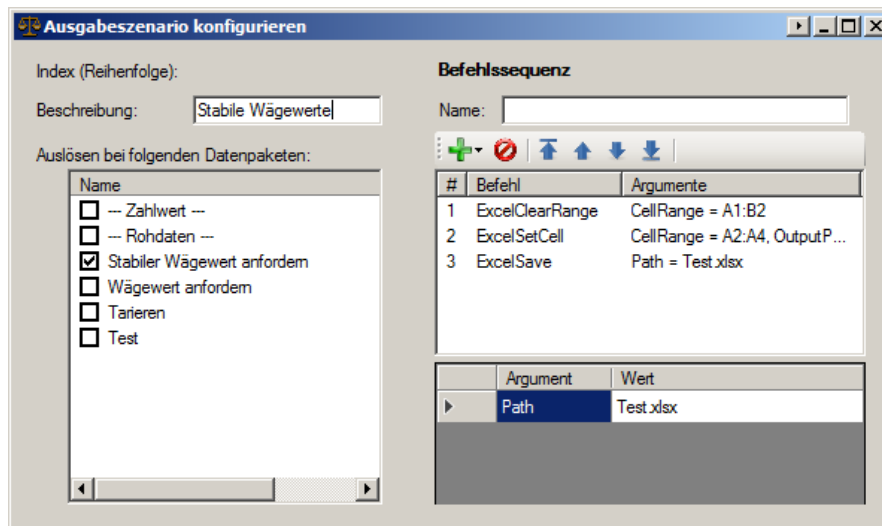 Ausgabeszenario konfigurieren
Index (Reihenfolge):
Beschreibung: Stabile Wägewerte
Auslösen bei folgenden Datenpaketen:
Name
--- Zahlwert ---
--- Rohdaten ---
Stabiler Wägewert anfordern
Wägewert anfordern
Tarieren
Test
Befehlssequenz
Name:
# Befehl Argumente
1 ExcelClearRange CellRange = A1:B2
2 ExcelSetCell CellRange = A2:A4, OutputP...
3 ExcelSave Path = Test.xlsx
Argument Wert
Path Test.xlsx